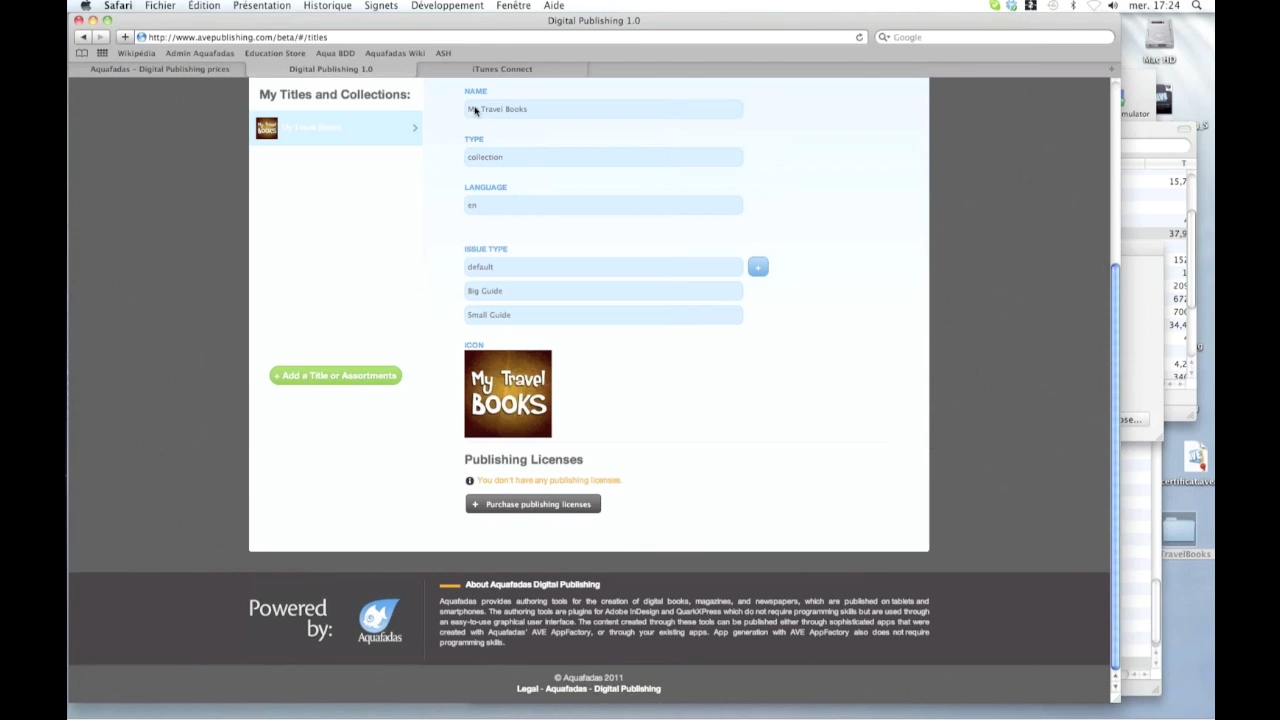 Safari Fichier Édition Présentation Historique Signets Développement Fenêtre Aide mer. 17:24
Digital Publishing 1.0
http://www.avepublishing.com/beta/#/titles
Google
Wikipédia Admin Aquafadas Education Store Aqua BDD Aquafadas Wiki ASH
Aquafadas – Digital Publishing prices Digital Publishing 1.0 iTunes Connect
My Titles and Collections:
My Travel BOOKS
My Travel Books
+ Add a Title or Assortments
NAME
My Travel Books
TYPE
collection
LANGUAGE
en
ISSUE TYPE
default
+
Big Guide
Small Guide
ICON
My Travel
BOOKS
Publishing Licenses
You don't have any publishing licenses.
+ Purchase publishing licenses
Powered
by:
Aquafadas
About Aquafadas Digital Publishing
Aquafadas provides authoring tools for the creation of digital books, magazines, and newspapers, which are published on tablets and
smartphones. The authoring tools are plugins for Adobe InDesign and QuarkXPress which do not require programming skills but are used through
an easy-to-use graphical user interface. The content created through these tools can be published either through sophisticated apps that were
created with Aquafadas' AVE AppFactory, or through your existing apps. App generation with AVE AppFactory also does not require
programming skills.
© Aquafadas 2011
Legal - Aquafadas - Digital Publishing
Mac HD
TravelBooks